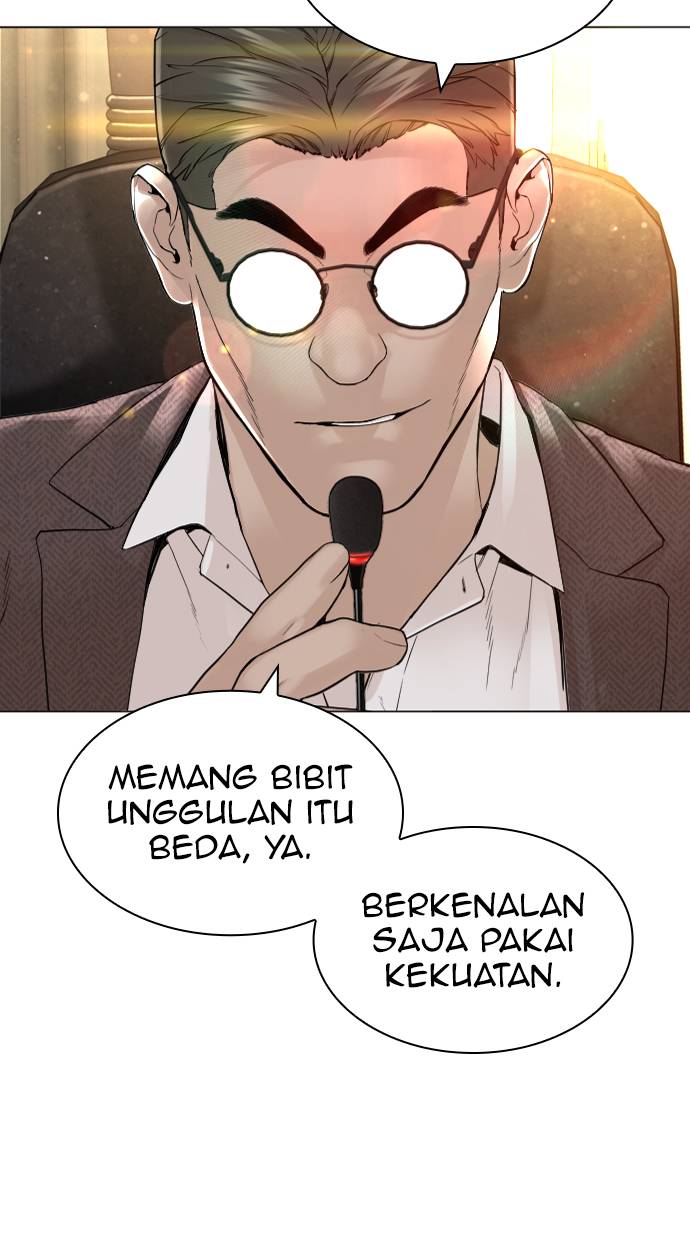 MEMANG BIBIT
UNGGULAN ITU
BEDA, YA.
BERKENALAN
SAJA PAKAI
KEKUATAN.